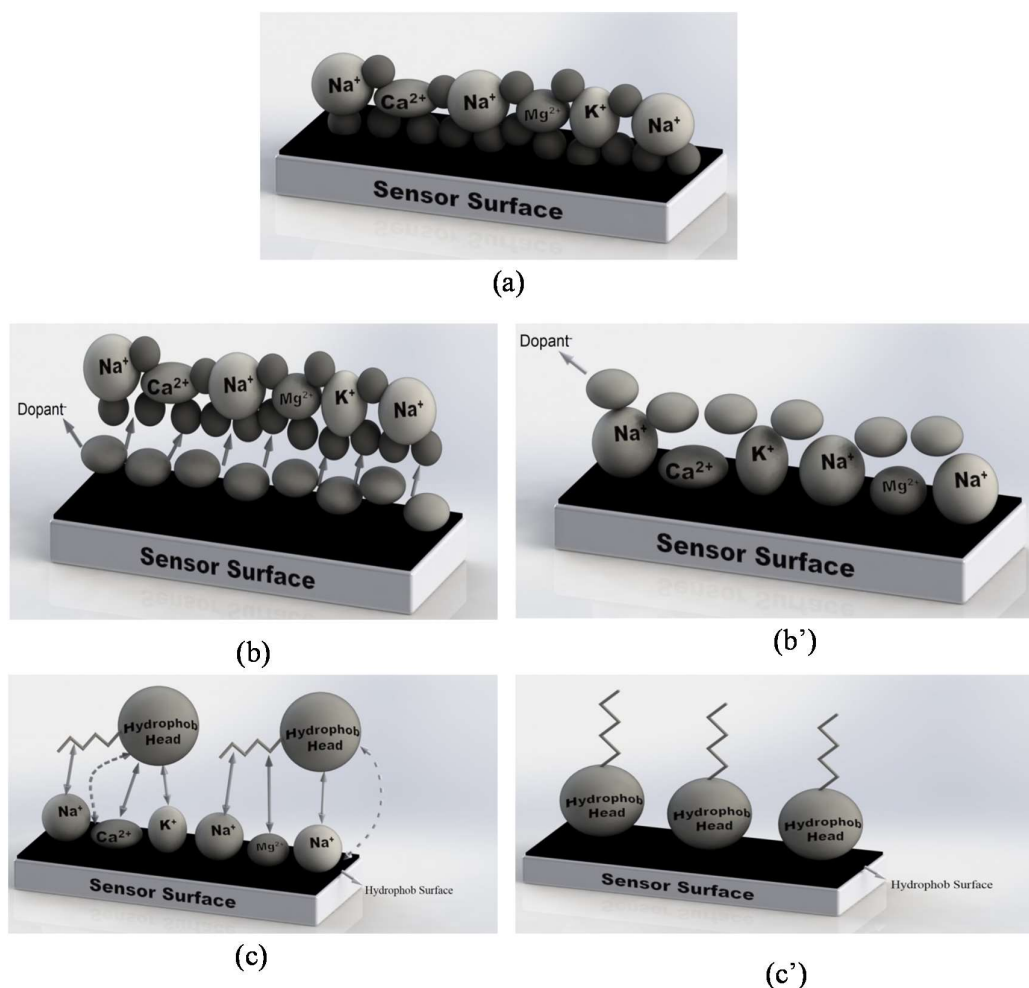 Na+
Ca2+
Na+
Mg2+
K+
Na+
Sensor Surface
(a)
Na+
Ca2+
Na+
Mg2+
K+
Na+
Dopant-
Sensor Surface
(b)
Dopant-
Na+
Ca2+
K+
Na+
Mg2+
Na+
Sensor Surface
(b’)
Hydrophob
Head
Hydrophob
Head
Na+
Ca2+
K+
Na+
Mg2+
Na+
Sensor Surface
Hydrophob Surface
(c)
Hydrophob
Head
Hydrophob
Head
Hydrophob
Head
Sensor Surface
Hydrophob Surface
(c’)